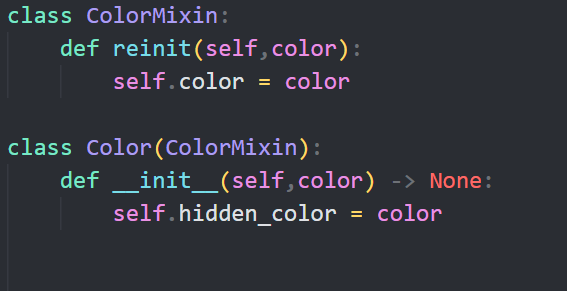 class ColorMixin:
    def reinit(self,color):
        self.color = color
class Color(ColorMixin):
    def __init__(self,color) -> None:
        self.hidden_color = color